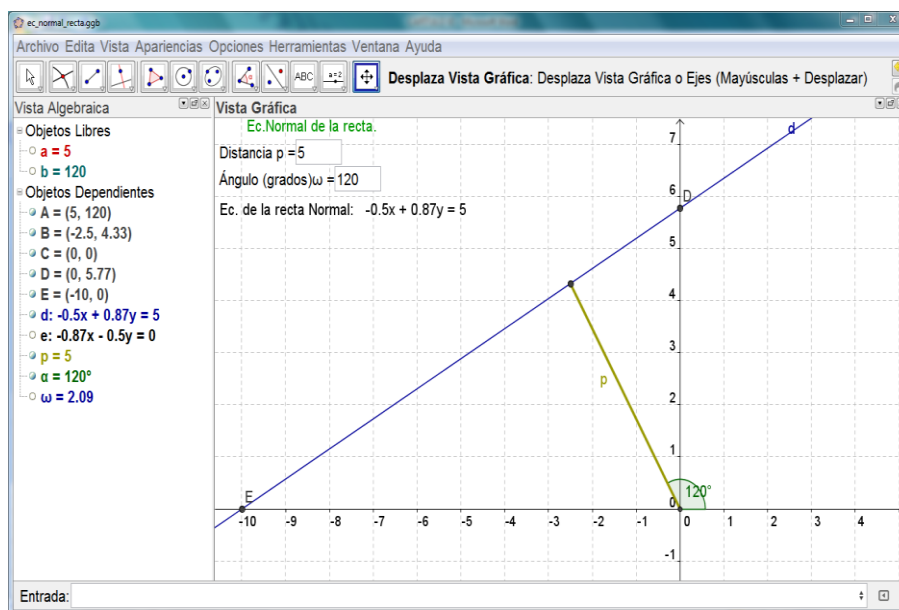 ec_normal_recta.ggb
Archivo Edita Vista Apariencias Opciones Herramientas Ventana Ayuda
ABC a=2 Desplaza Vista Gráfica: Desplaza Vista Gráfica o Ejes (Mayúsculas + Desplazar)
Vista Algebraica
Objetos Libres
a = 5
b = 120
Objetos Dependientes
A = (5, 120)
B = (-2.5, 4.33)
C = (0, 0)
D = (0, 5.77)
E = (-10, 0)
d: -0.5x + 0.87y = 5
e: -0.87x - 0.5y = 0
p = 5
α = 120°
ω = 2.09
Vista Gráfica
Ec.Normal de la recta.
Distancia p = 5
Ángulo (grados)ω = 120
Ec. de la recta Normal: -0.5x + 0.87y = 5
d
7
6
D
5
4
3
p
2
1
120°
E
0
-10 -9 -8 -7 -6 -5 -4 -3 -2 -1 0 1 2 3 4
-1
Entrada: